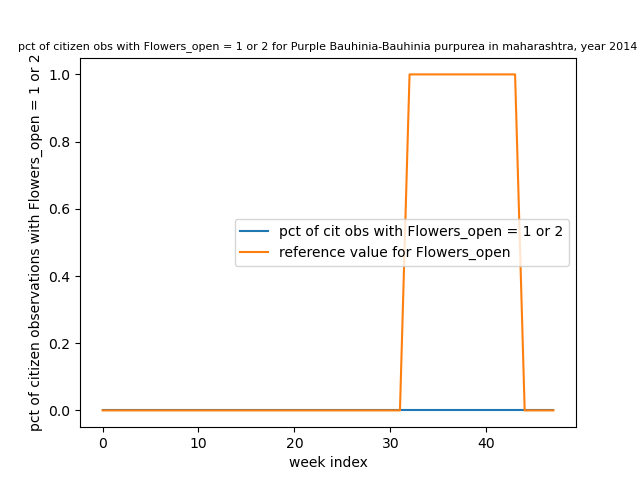 pct of citizen obs with Flowers_open = 1 or 2 for Purple Bauhinia-Bauhinia purpurea in maharashtra, year 2014
pct of citizen observations with Flowers_open = 1 or 2
1.0
0.8
0.6
0.4
0.2
0.0
pct of cit obs with Flowers_open = 1 or 2
reference value for Flowers_open
0 10 20 30 40
week index